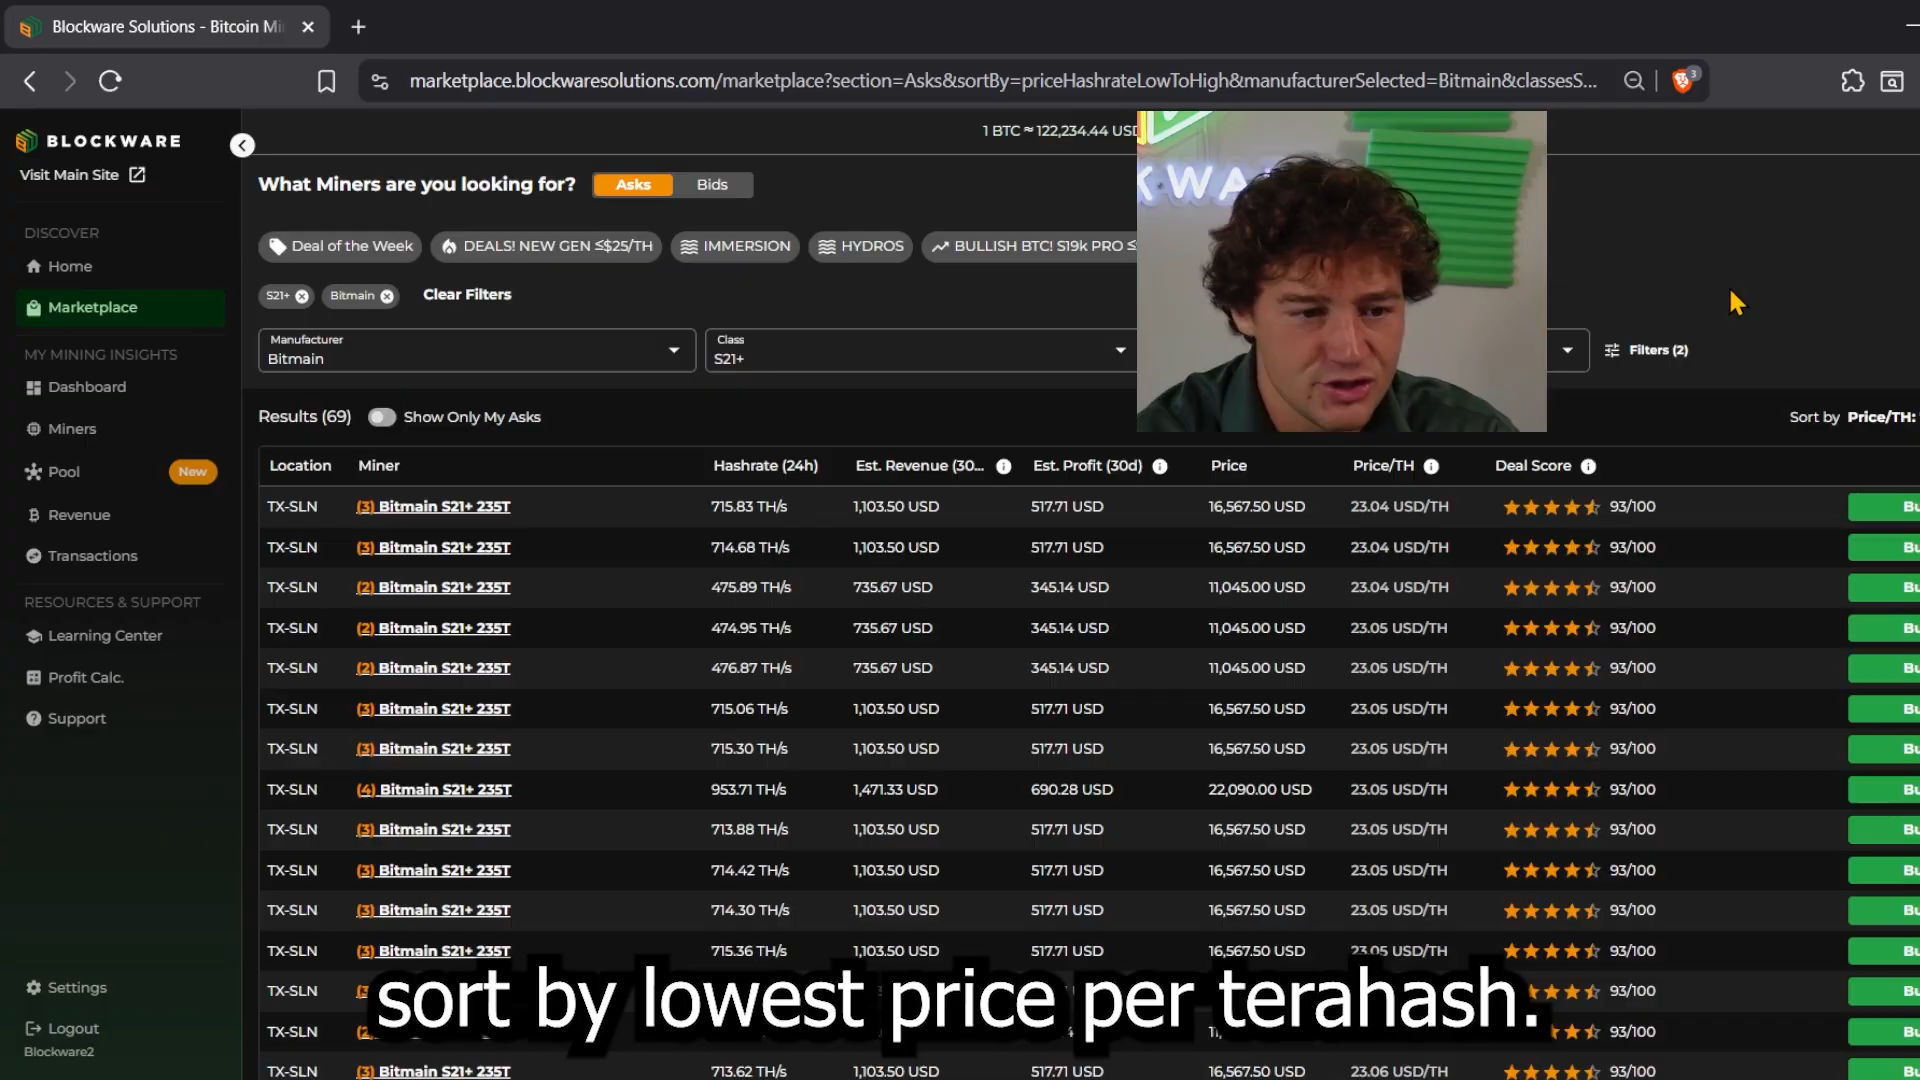 Blockware Solutions - Bitcoin Mi
marketplace.blockwaresolutions.com/marketplace?section=Asks&sortBy=priceHashrateLowToHigh&manufacturerSelected=Bitmain&classesS...
3
BLOCKWARE
Visit Main Site
DISCOVER
Home
Marketplace
MY MINING INSIGHTS
Dashboard
Miners
Pool New
Revenue
Transactions
RESOURCES & SUPPORT
Learning Center
Profit Calc.
Support
Settings
Logout
Blockware2
1 BTC ≈ 122,234.44 USD
What Miners are you looking for? Asks Bids
Deal of the Week DEALS! NEW GEN ≤$25/TH IMMERSION HYDROS BULLISH BTC! S19k PRO ≤
S21+ Bitmain Clear Filters
Manufacturer Class
Bitmain S21+ Filters (2)
Results (69) Show Only My Asks Sort by Price/TH:
Location Miner Hashrate (24h) Est. Revenue (30... Est. Profit (30d) Price Price/TH Deal Score
TX-SLN (3) Bitmain S21+ 235T 715.83 TH/s 1,103.50 USD 517.71 USD 16,567.50 USD 23.04 USD/TH 93/100 Bu
TX-SLN (3) Bitmain S21+ 235T 714.68 TH/s 1,103.50 USD 517.71 USD 16,567.50 USD 23.04 USD/TH 93/100 Bu
TX-SLN (2) Bitmain S21+ 235T 475.89 TH/s 735.67 USD 345.14 USD 11,045.00 USD 23.04 USD/TH 93/100 Bu
TX-SLN (2) Bitmain S21+ 235T 474.95 TH/s 735.67 USD 345.14 USD 11,045.00 USD 23.05 USD/TH 93/100 Bu
TX-SLN (2) Bitmain S21+ 235T 476.87 TH/s 735.67 USD 345.14 USD 11,045.00 USD 23.05 USD/TH 93/100 Bu
TX-SLN (3) Bitmain S21+ 235T 715.06 TH/s 1,103.50 USD 517.71 USD 16,567.50 USD 23.05 USD/TH 93/100 Bu
TX-SLN (3) Bitmain S21+ 235T 715.30 TH/s 1,103.50 USD 517.71 USD 16,567.50 USD 23.05 USD/TH 93/100 Bu
TX-SLN (4) Bitmain S21+ 235T 953.71 TH/s 1,471.33 USD 690.28 USD 22,090.00 USD 23.05 USD/TH 93/100 Bu
TX-SLN (3) Bitmain S21+ 235T 713.88 TH/s 1,103.50 USD 517.71 USD 16,567.50 USD 23.05 USD/TH 93/100 Bu
TX-SLN (3) Bitmain S21+ 235T 714.42 TH/s 1,103.50 USD 517.71 USD 16,567.50 USD 23.05 USD/TH 93/100 Bu
TX-SLN (3) Bitmain S21+ 235T 714.30 TH/s 1,103.50 USD 517.71 USD 16,567.50 USD 23.05 USD/TH 93/100 Bu
TX-SLN (3) Bitmain S21+ 235T 715.36 TH/s 1,103.50 USD 517.71 USD 16,567.50 USD 23.05 USD/TH 93/100 Bu
TX-SLN 93/100 Bu
sort by lowest price per terahash.
TX-SLN 93/100 Bu
TX-SLN (3) Bitmain S21+ 235T 713.62 TH/s 1,103.50 USD 517.71 USD 16,567.50 USD 23.06 USD/TH 93/100 Bu